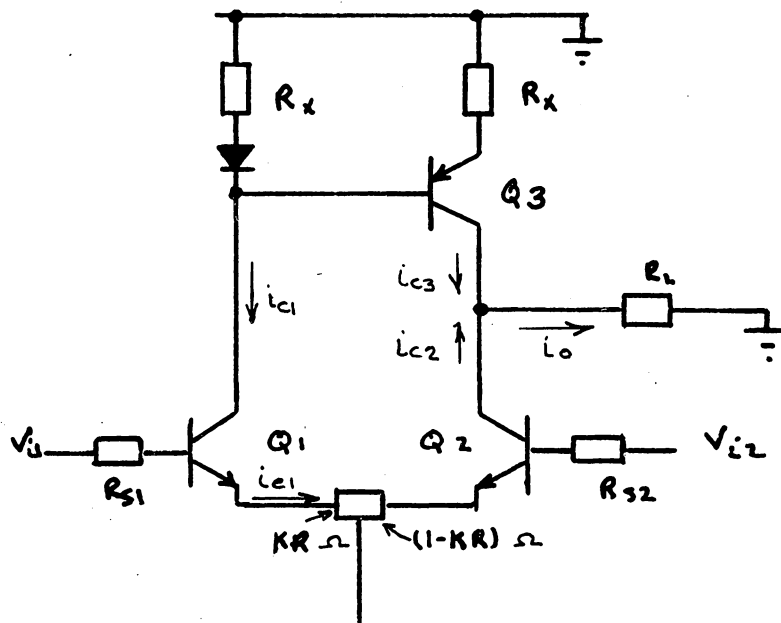 Rx
Rx
Q3
ic3
RL
ic1
ic2
io
Vi1
Q1
Q2
Vi2
RS1
ie1
RS2
KR Ω
(1-KR) Ω